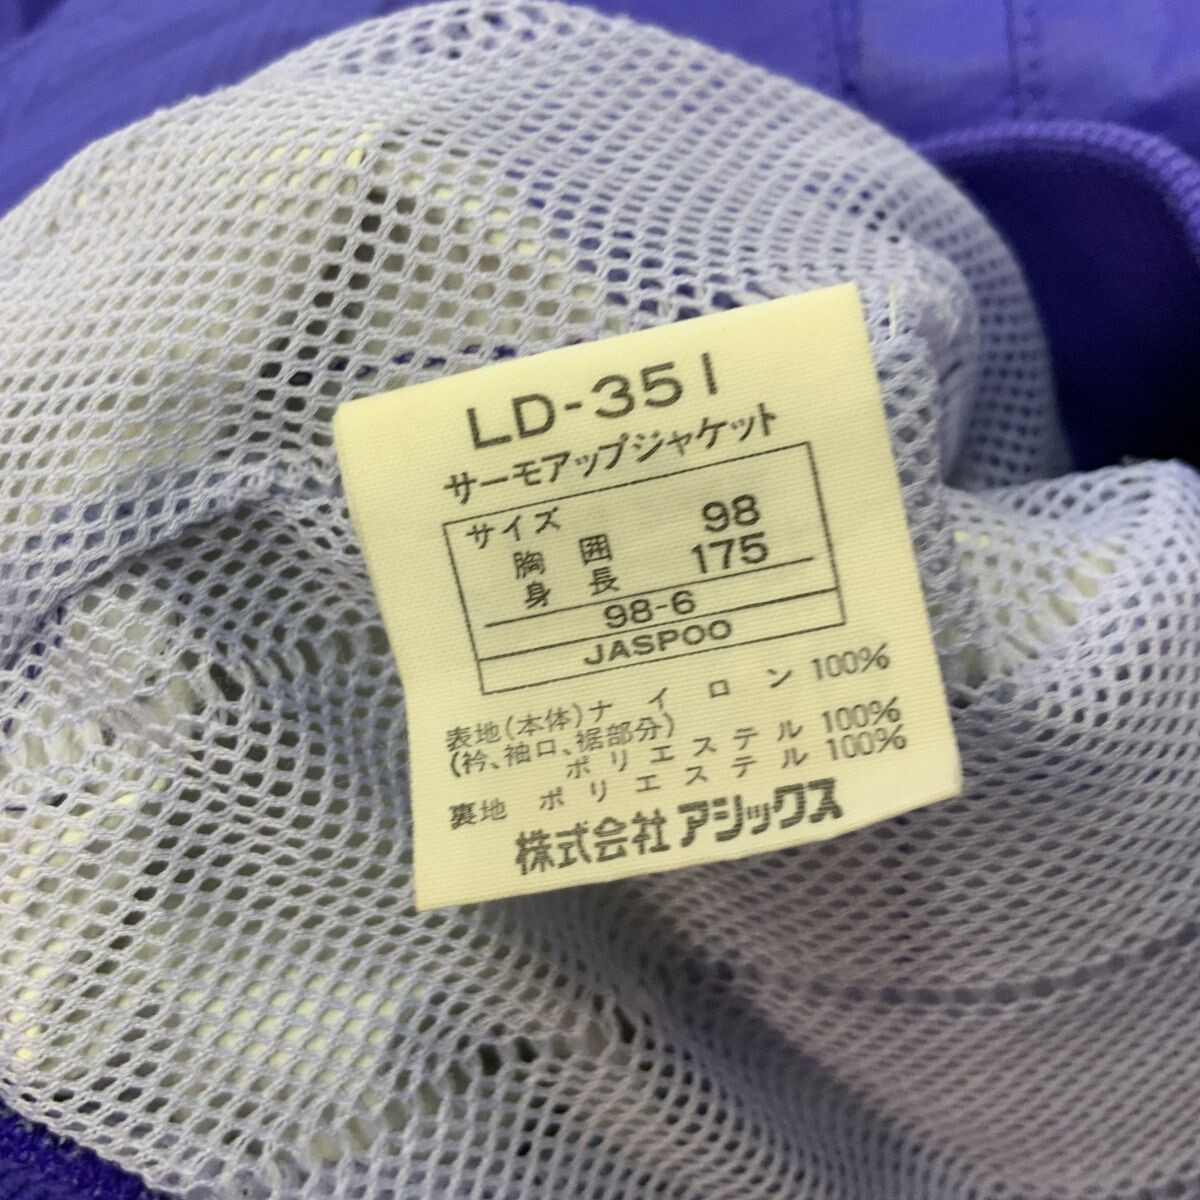 LD-351
サーモアップジャケット
サイズ
胸囲 98
身長 175
98-6
JASPOO
表地(本体)ナイロン 100%
(衿、袖口、裾部分)
ポリエステル 100%
裏地 ポリエステル 100%
株式会社アシックス